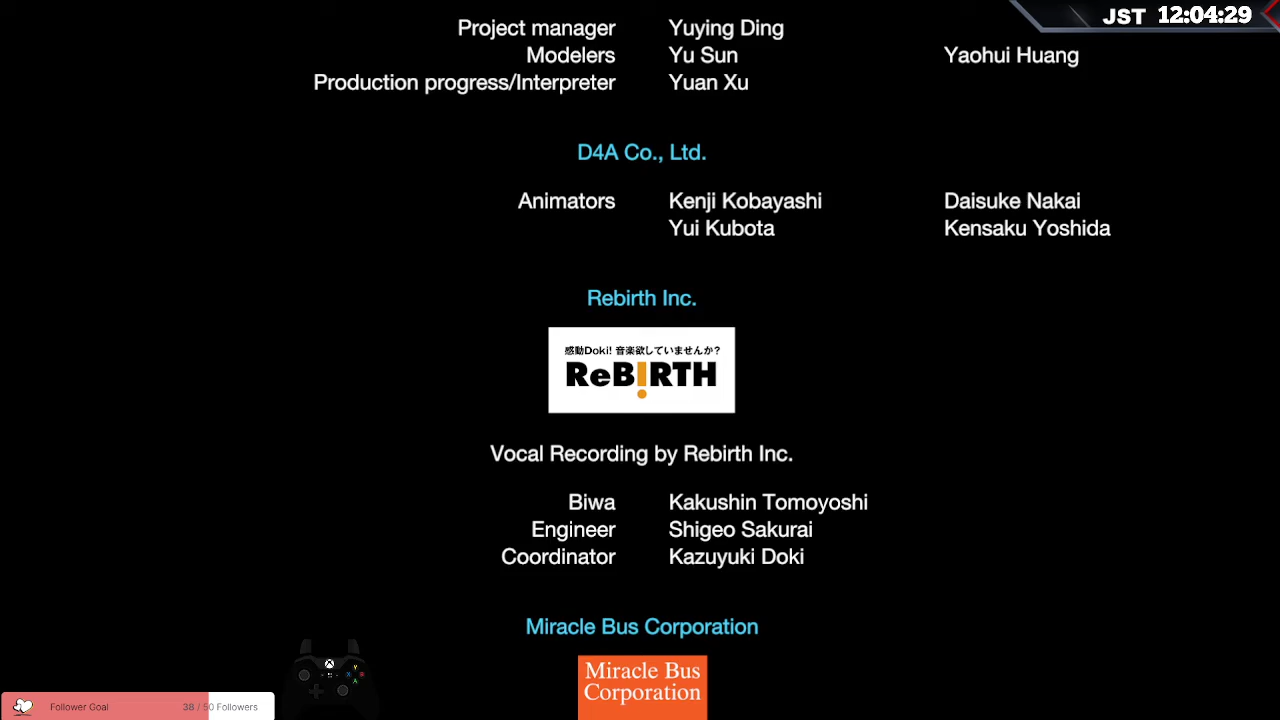 JST 12:04:29
Project manager Yuying Ding
Modelers Yu Sun Yaohui Huang
Production progress/Interpreter Yuan Xu
D4A Co., Ltd.
Animators Kenji Kobayashi Daisuke Nakai
Yui Kubota Kensaku Yoshida
Rebirth Inc.
感動Doki! 音楽欲していませんか?
ReB!RTH
Vocal Recording by Rebirth Inc.
Biwa Kakushin Tomoyoshi
Engineer Shigeo Sakurai
Coordinator Kazuyuki Doki
Miracle Bus Corporation
Miracle Bus
Corporation
Follower Goal 38 / 50 Followers